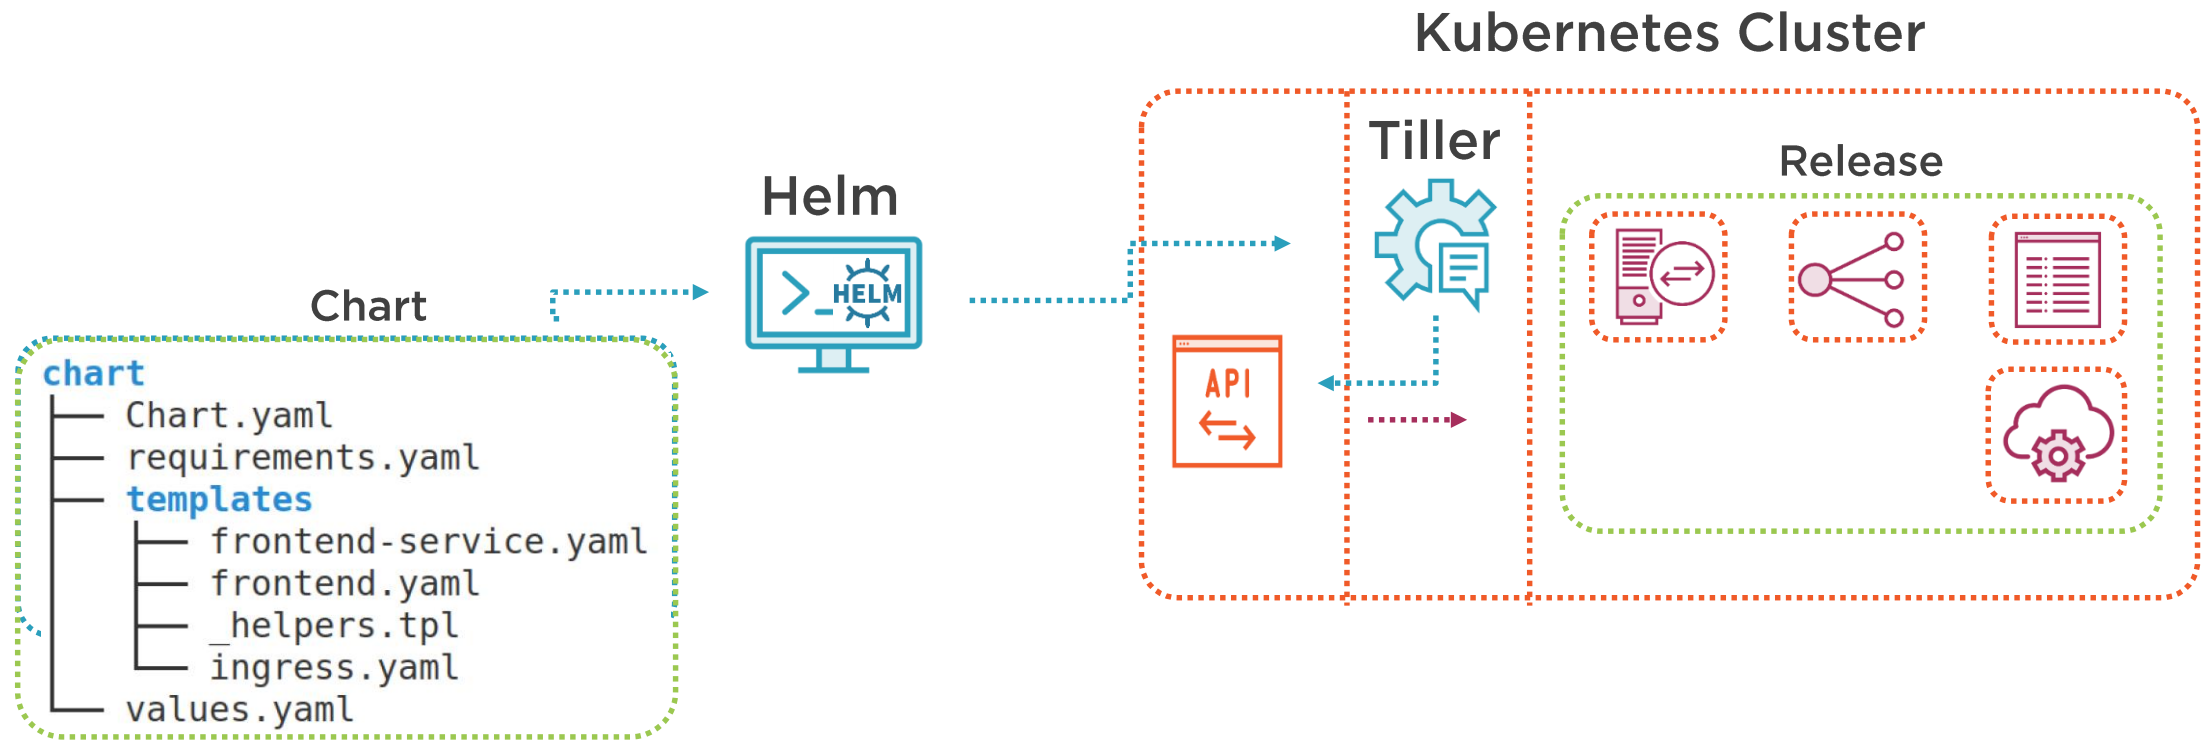 Kubernetes Cluster
Tiller
Release
Helm
>_ HELM
Chart
API
chart
Chart.yaml
requirements.yaml
templates
frontend-service.yaml
frontend.yaml
_helpers.tpl
ingress.yaml
values.yaml